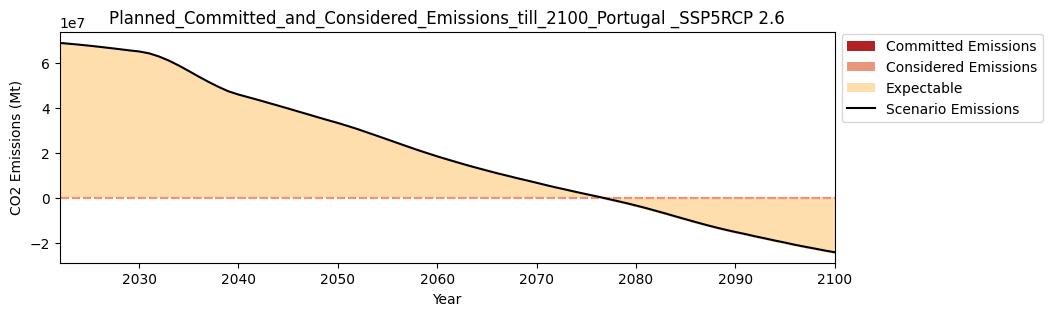 Planned_Committed_and_Considered_Emissions_till_2100_Portugal _SSP5RCP 2.6
1e7
6
4
2
0
−2
CO2 Emissions (Mt)
2030 2040 2050 2060 2070 2080 2090 2100
Year
Committed Emissions
Considered Emissions
Expectable
Scenario Emissions